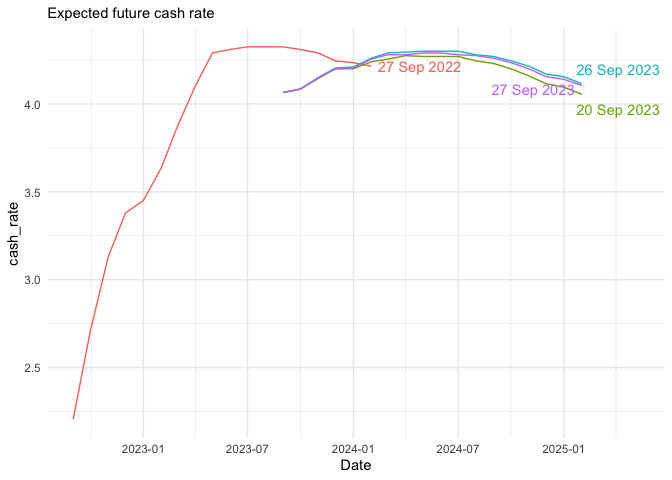 Expected future cash rate
26 Sep 2023
27 Sep 2022
27 Sep 2023
20 Sep 2023
4.0
3.5
3.0
2.5
cash_rate
2023-01
2023-07
2024-01
2024-07
2025-01
Date